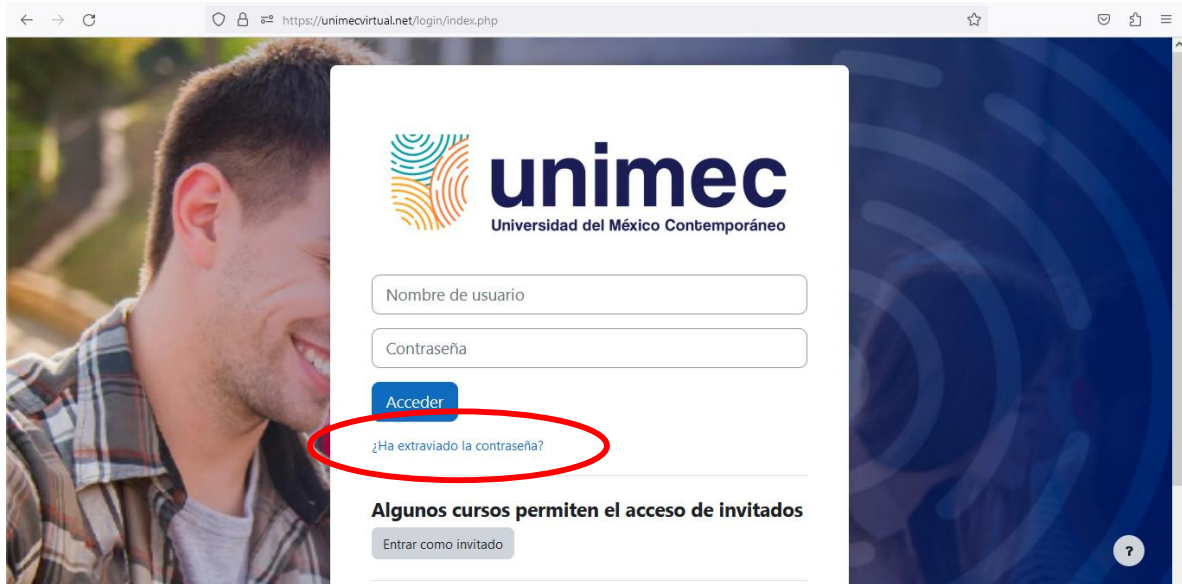 https://unimecvirtual.net/login/index.php
unimec
Universidad del México Contemporáneo
Nombre de usuario
Contraseña
Acceder
¿Ha extraviado la contraseña?
Algunos cursos permiten el acceso de invitados
Entrar como invitado
?